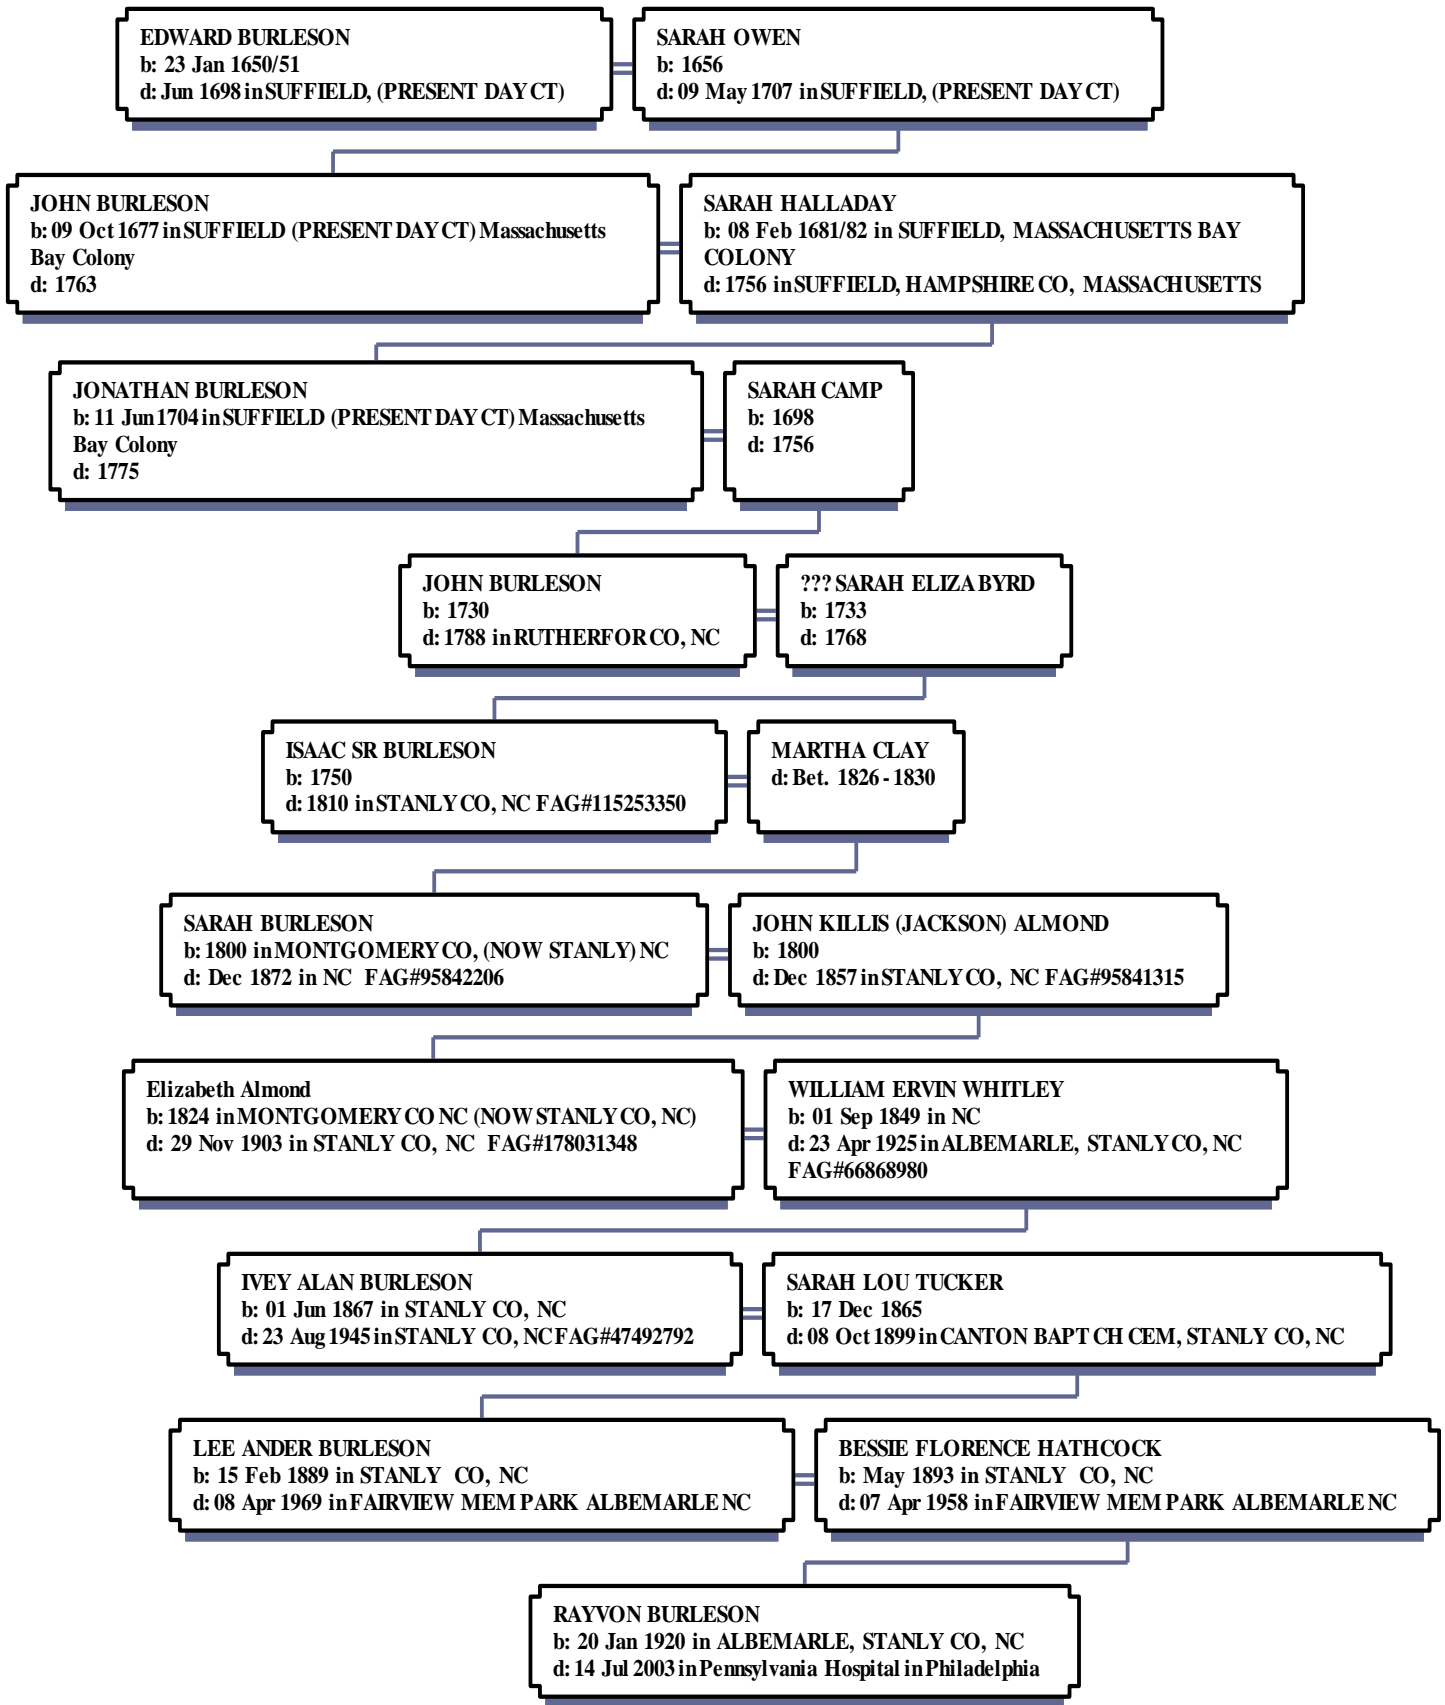 EDWARD BURLESON
b: 23 Jan 1650/51
d: Jun 1698 in SUFFIELD, (PRESENT DAY CT)
SARAH OWEN
b: 1656
d: 09 May 1707 in SUFFIELD, (PRESENT DAY CT)
JOHN BURLESON
b: 09 Oct 1677 in SUFFIELD (PRESENT DAY CT) Massachusetts
Bay Colony
d: 1763
SARAH HALLADAY
b: 08 Feb 1681/82 in SUFFIELD, MASSACHUSETTS BAY
COLONY
d: 1756 in SUFFIELD, HAMPSHIRE CO, MASSACHUSETTS
JONATHAN BURLESON
b: 11 Jun 1704 in SUFFIELD (PRESENT DAY CT) Massachusetts
Bay Colony
d: 1775
SARAH CAMP
b: 1698
d: 1756
JOHN BURLESON
b: 1730
d: 1788 in RUTHERFOR CO, NC
??? SARAH ELIZA BYRD
b: 1733
d: 1768
ISAAC SR BURLESON
b: 1750
d: 1810 in STANLY CO, NC FAG#115253350
MARTHA CLAY
d: Bet. 1826 - 1830
SARAH BURLESON
b: 1800 in MONTGOMERY CO, (NOW STANLY) NC
d: Dec 1872 in NC FAG#95842206
JOHN KILLIS (JACKSON) ALMOND
b: 1800
d: Dec 1857 in STANLY CO, NC FAG#95841315
Elizabeth Almond
b: 1824 in MONTGOMERY CO NC (NOW STANLY CO, NC)
d: 29 Nov 1903 in STANLY CO, NC FAG#178031348
WILLIAM ERVIN WHITLEY
b: 01 Sep 1849 in NC
d: 23 Apr 1925 in ALBEMARLE, STANLY CO, NC
FAG#66868980
IVEY ALAN BURLESON
b: 01 Jun 1867 in STANLY CO, NC
d: 23 Aug 1945 in STANLY CO, NC FAG#47492792
SARAH LOU TUCKER
b: 17 Dec 1865
d: 08 Oct 1899 in CANTON BAPT CH CEM, STANLY CO, NC
LEE ANDER BURLESON
b: 15 Feb 1889 in STANLY CO, NC
d: 08 Apr 1969 in FAIRVIEW MEM PARK ALBEMARLE NC
BESSIE FLORENCE HATHCOCK
b: May 1893 in STANLY CO, NC
d: 07 Apr 1958 in FAIRVIEW MEM PARK ALBEMARLE NC
RAYVON BURLESON
b: 20 Jan 1920 in ALBEMARLE, STANLY CO, NC
d: 14 Jul 2003 in Pennsylvania Hospital in Philadelphia